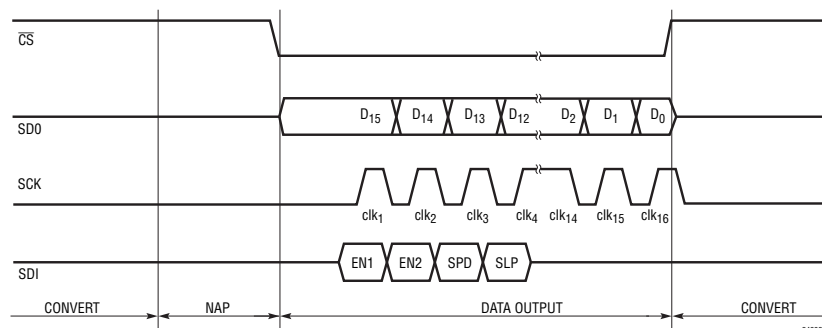 CS
D15 D14 D13 D12 D2 D1 D0
SD0
SCK
clk1 clk2 clk3 clk4 clk14 clk15 clk16
EN1 EN2 SPD SLP
SDI
CONVERT NAP DATA OUTPUT CONVERT